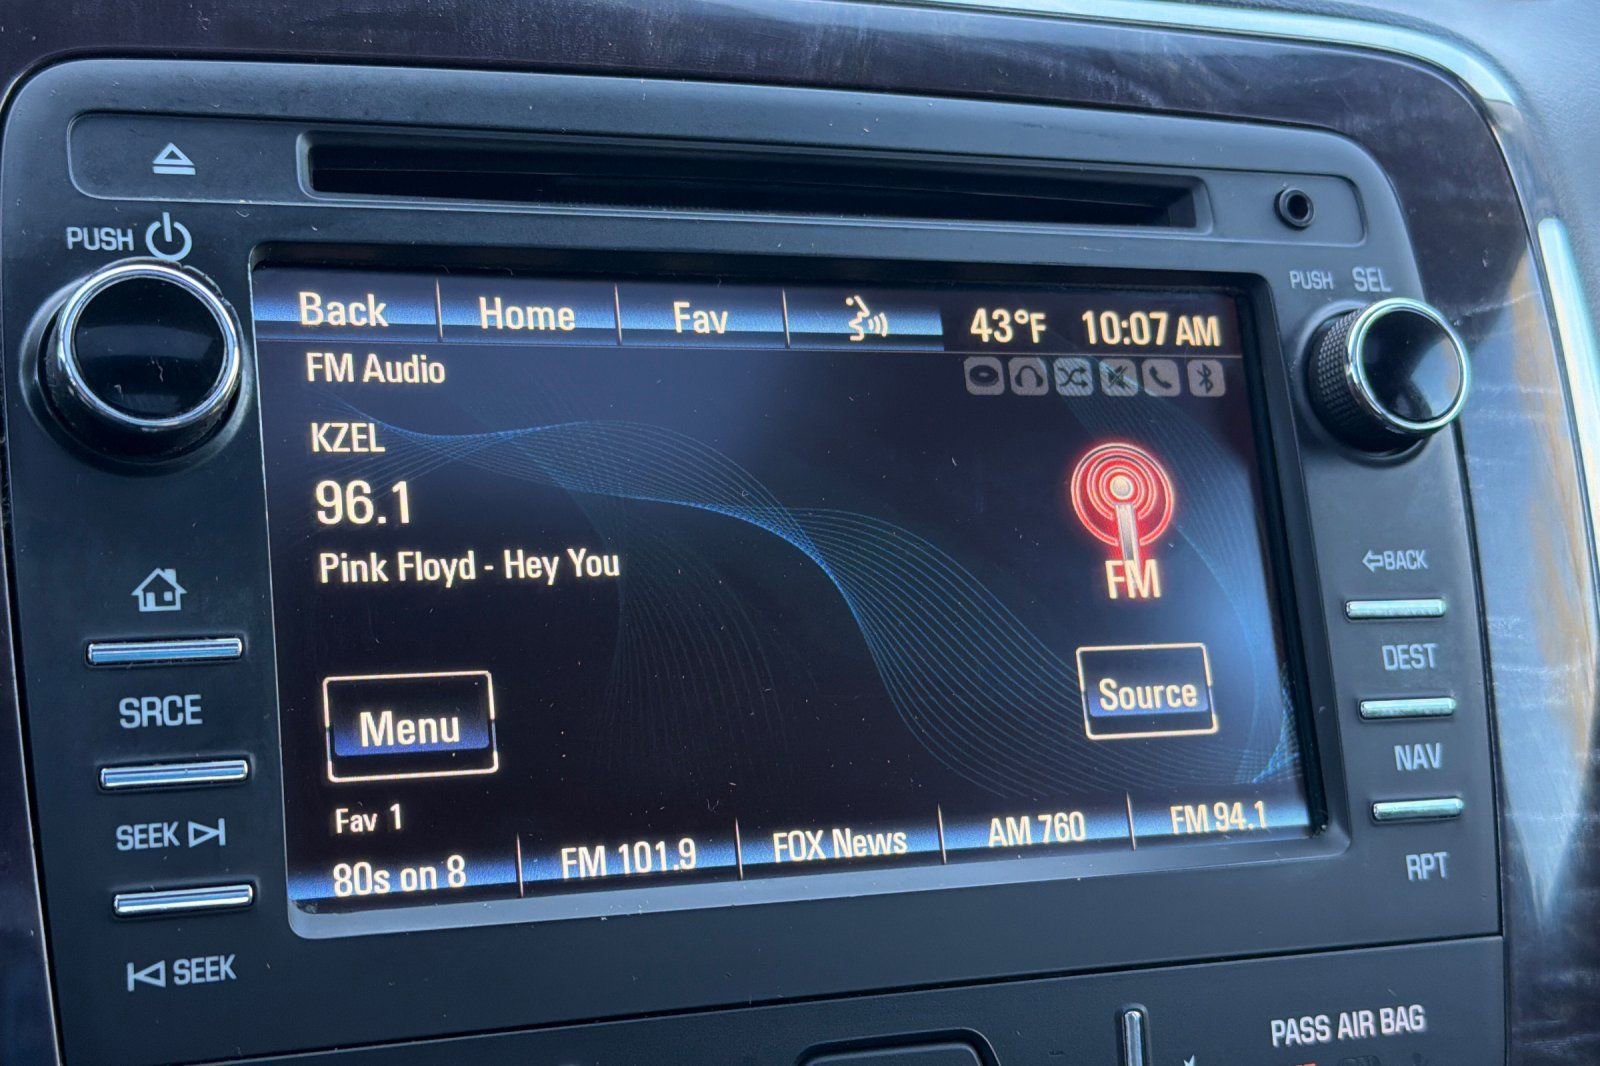 PUSH
PUSH SEL
Back Home Fav 43°F 10:07 AM
FM Audio
KZEL
96.1
Pink Floyd - Hey You
FM
Menu
Source
Fav 1
80s on 8 FM 101.9 FOX News AM 760 FM 94.1
SRCE
SEEK
SEEK
BACK
DEST
NAV
RPT
PASS AIR BAG